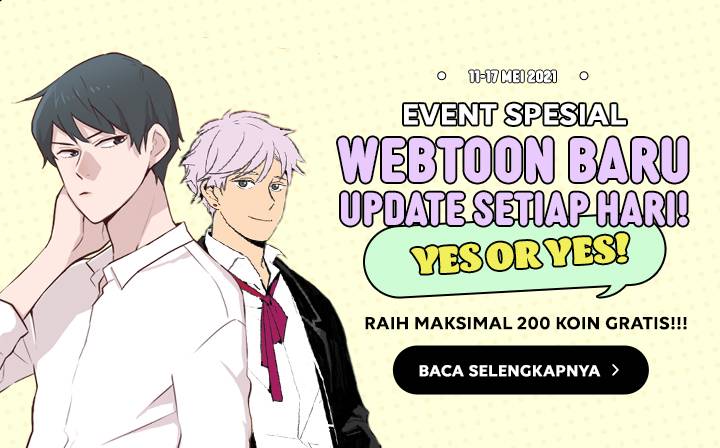 11-17 MEI 2021
EVENT SPESIAL
WEBTOON BARU
UPDATE SETIAP HARI!
YES OR YES!
RAIH MAKSIMAL 200 KOIN GRATIS!!!
BACA SELENGKAPNYA >